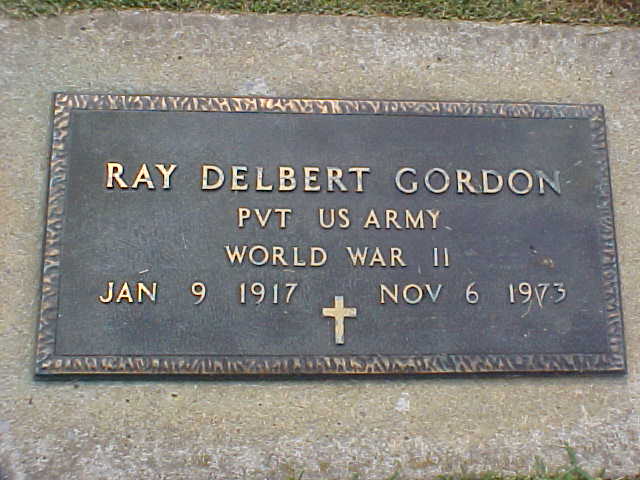 RAY DELBERT GORDON
PVT US ARMY
WORLD WAR II
JAN 9 1917 NOV 6 1973